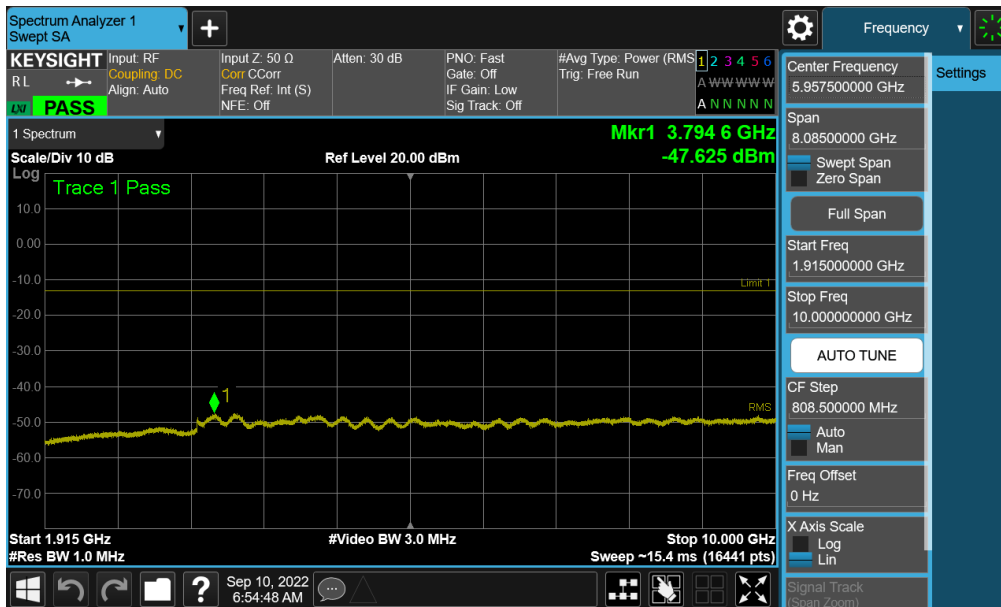 Spectrum Analyzer 1
Swept SA
Frequency
KEYSIGHT
R L
LXI
PASS
Input: RF
Coupling: DC
Align: Auto
Input Z: 50 Ω
Corr CCorr
Freq Ref: Int (S)
NFE: Off
Atten: 30 dB
PNO: Fast
Gate: Off
IF Gain: Low
Sig Track: Off
#Avg Type: Power (RMS
Trig: Free Run
1 2 3 4 5 6
A W W W W W
A N N N N N
1 Spectrum
Mkr1 3.794 6 GHz
-47.625 dBm
Scale/Div 10 dB
Ref Level 20.00 dBm
Log
Trace 1 Pass
10.0
0.00
-10.0
Limit 1
-20.0
-30.0
-40.0
1
RMS
-50.0
-60.0
-70.0
Start 1.915 GHz
#Video BW 3.0 MHz
Stop 10.000 GHz
#Res BW 1.0 MHz
Sweep ~15.4 ms (16441 pts)
?
Sep 10, 2022
6:54:48 AM
Center Frequency
5.957500000 GHz
Settings
Span
8.08500000 GHz
Swept Span
Zero Span
Full Span
Start Freq
1.915000000 GHz
Stop Freq
10.000000000 GHz
AUTO TUNE
CF Step
808.500000 MHz
Auto
Man
Freq Offset
0 Hz
X Axis Scale
Log
Lin
Signal Track
(Span Zoom)